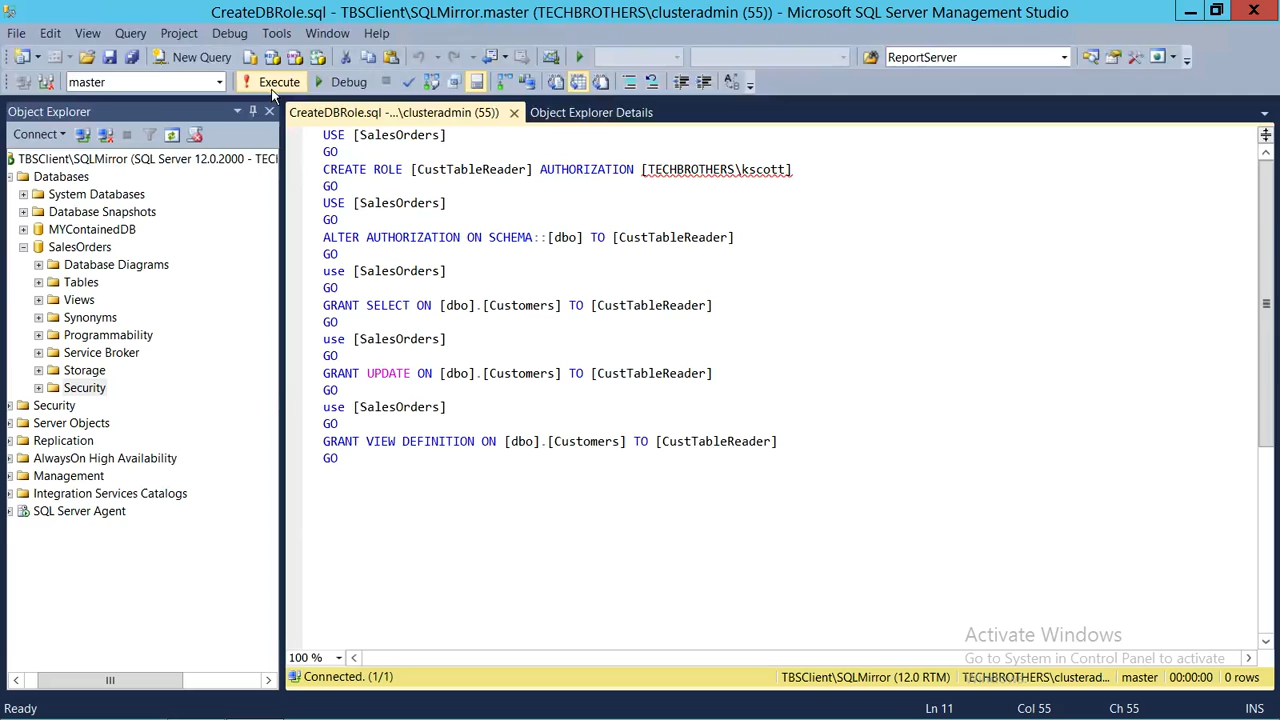 CreateDBRole.sql - TBSClient\SQLMirror.master (TECHBROTHERS\clusteradmin (55)) - Microsoft SQL Server Management Studio
File Edit View Query Project Debug Tools Window Help
New Query ReportServer
master Execute Debug
Object Explorer
Connect
TBSClient\SQLMirror (SQL Server 12.0.2000 - TECI
Databases
System Databases
Database Snapshots
MYContainedDB
SalesOrders
Database Diagrams
Tables
Views
Synonyms
Programmability
Service Broker
Storage
Security
Security
Server Objects
Replication
AlwaysOn High Availability
Management
Integration Services Catalogs
SQL Server Agent
CreateDBRole.sql -...\clusteradmin (55)) Object Explorer Details
USE [SalesOrders]
GO
CREATE ROLE [CustTableReader] AUTHORIZATION [TECHBROTHERS\kscott]
GO
USE [SalesOrders]
GO
ALTER AUTHORIZATION ON SCHEMA::[dbo] TO [CustTableReader]
GO
use [SalesOrders]
GO
GRANT SELECT ON [dbo].[Customers] TO [CustTableReader]
GO
use [SalesOrders]
GO
GRANT UPDATE ON [dbo].[Customers] TO [CustTableReader]
GO
use [SalesOrders]
GO
GRANT VIEW DEFINITION ON [dbo].[Customers] TO [CustTableReader]
GO
Activate Windows
Go to System in Control Panel to activate
100 %
Connected. (1/1) TBSClient\SQLMirror (12.0 RTM) TECHBROTHERS\clusterad... master 00:00:00 0 rows
Ready Ln 11 Col 55 Ch 55 INS